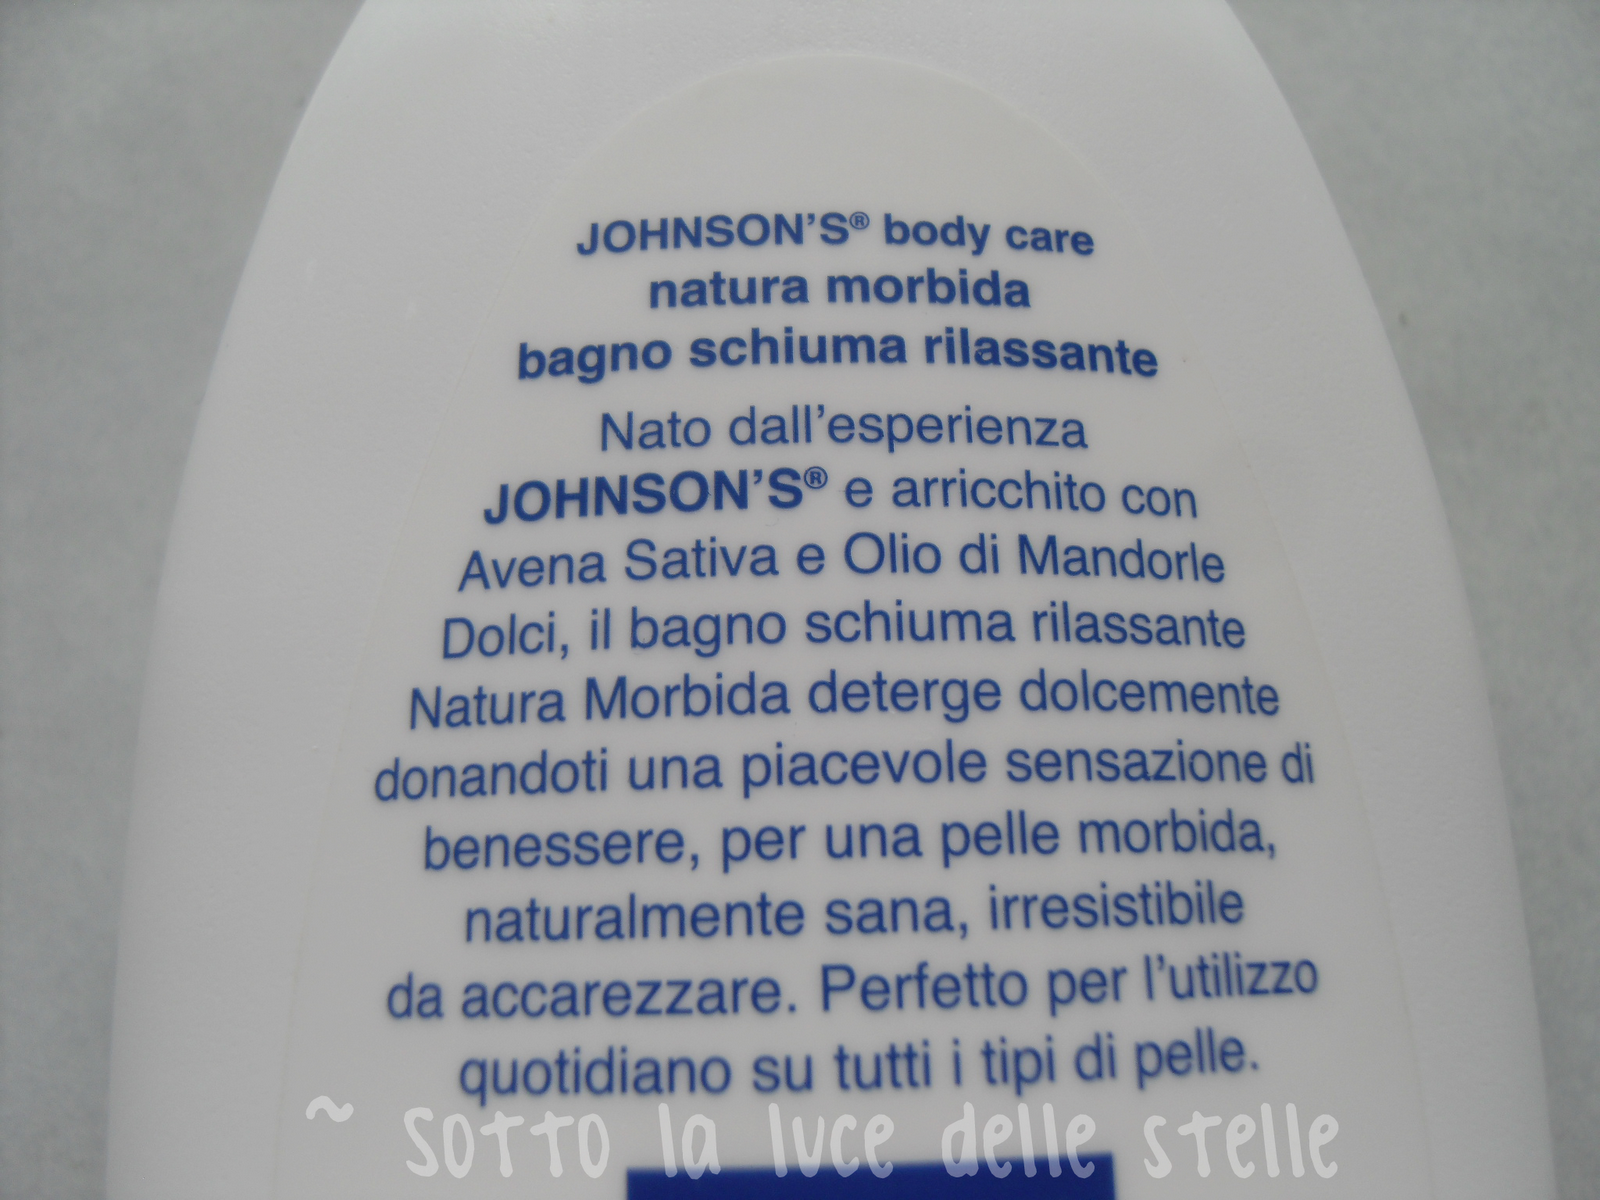 JOHNSON'S® body care
natura morbida
bagno schiuma rilassante
Nato dall'esperienza
JOHNSON'S® e arricchito con
Avena Sativa e Olio di Mandorle
Dolci, il bagno schiuma rilassante
Natura Morbida deterge dolcemente
donandoti una piacevole sensazione di
benessere, per una pelle morbida,
naturalmente sana, irresistibile
da accarezzare. Perfetto per l'utilizzo
quotidiano su tutti i tipi di pelle.
~ sotto la luce delle stelle